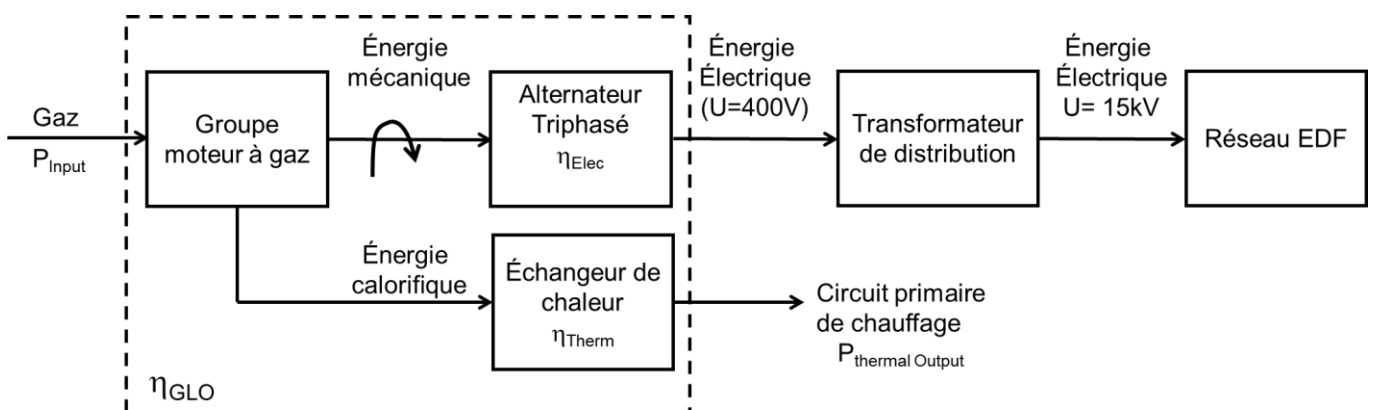 Gaz
P_Input
Groupe
moteur à gaz
Énergie
mécanique
Alternateur
Triphasé
η_Elec
Énergie
Électrique
(U=400V)
Transformateur
de distribution
Énergie
Électrique
U= 15kV
Réseau EDF
Énergie
calorifique
Échangeur de
chaleur
η_Therm
Circuit primaire
de chauffage
P_thermal Output
η_GLO